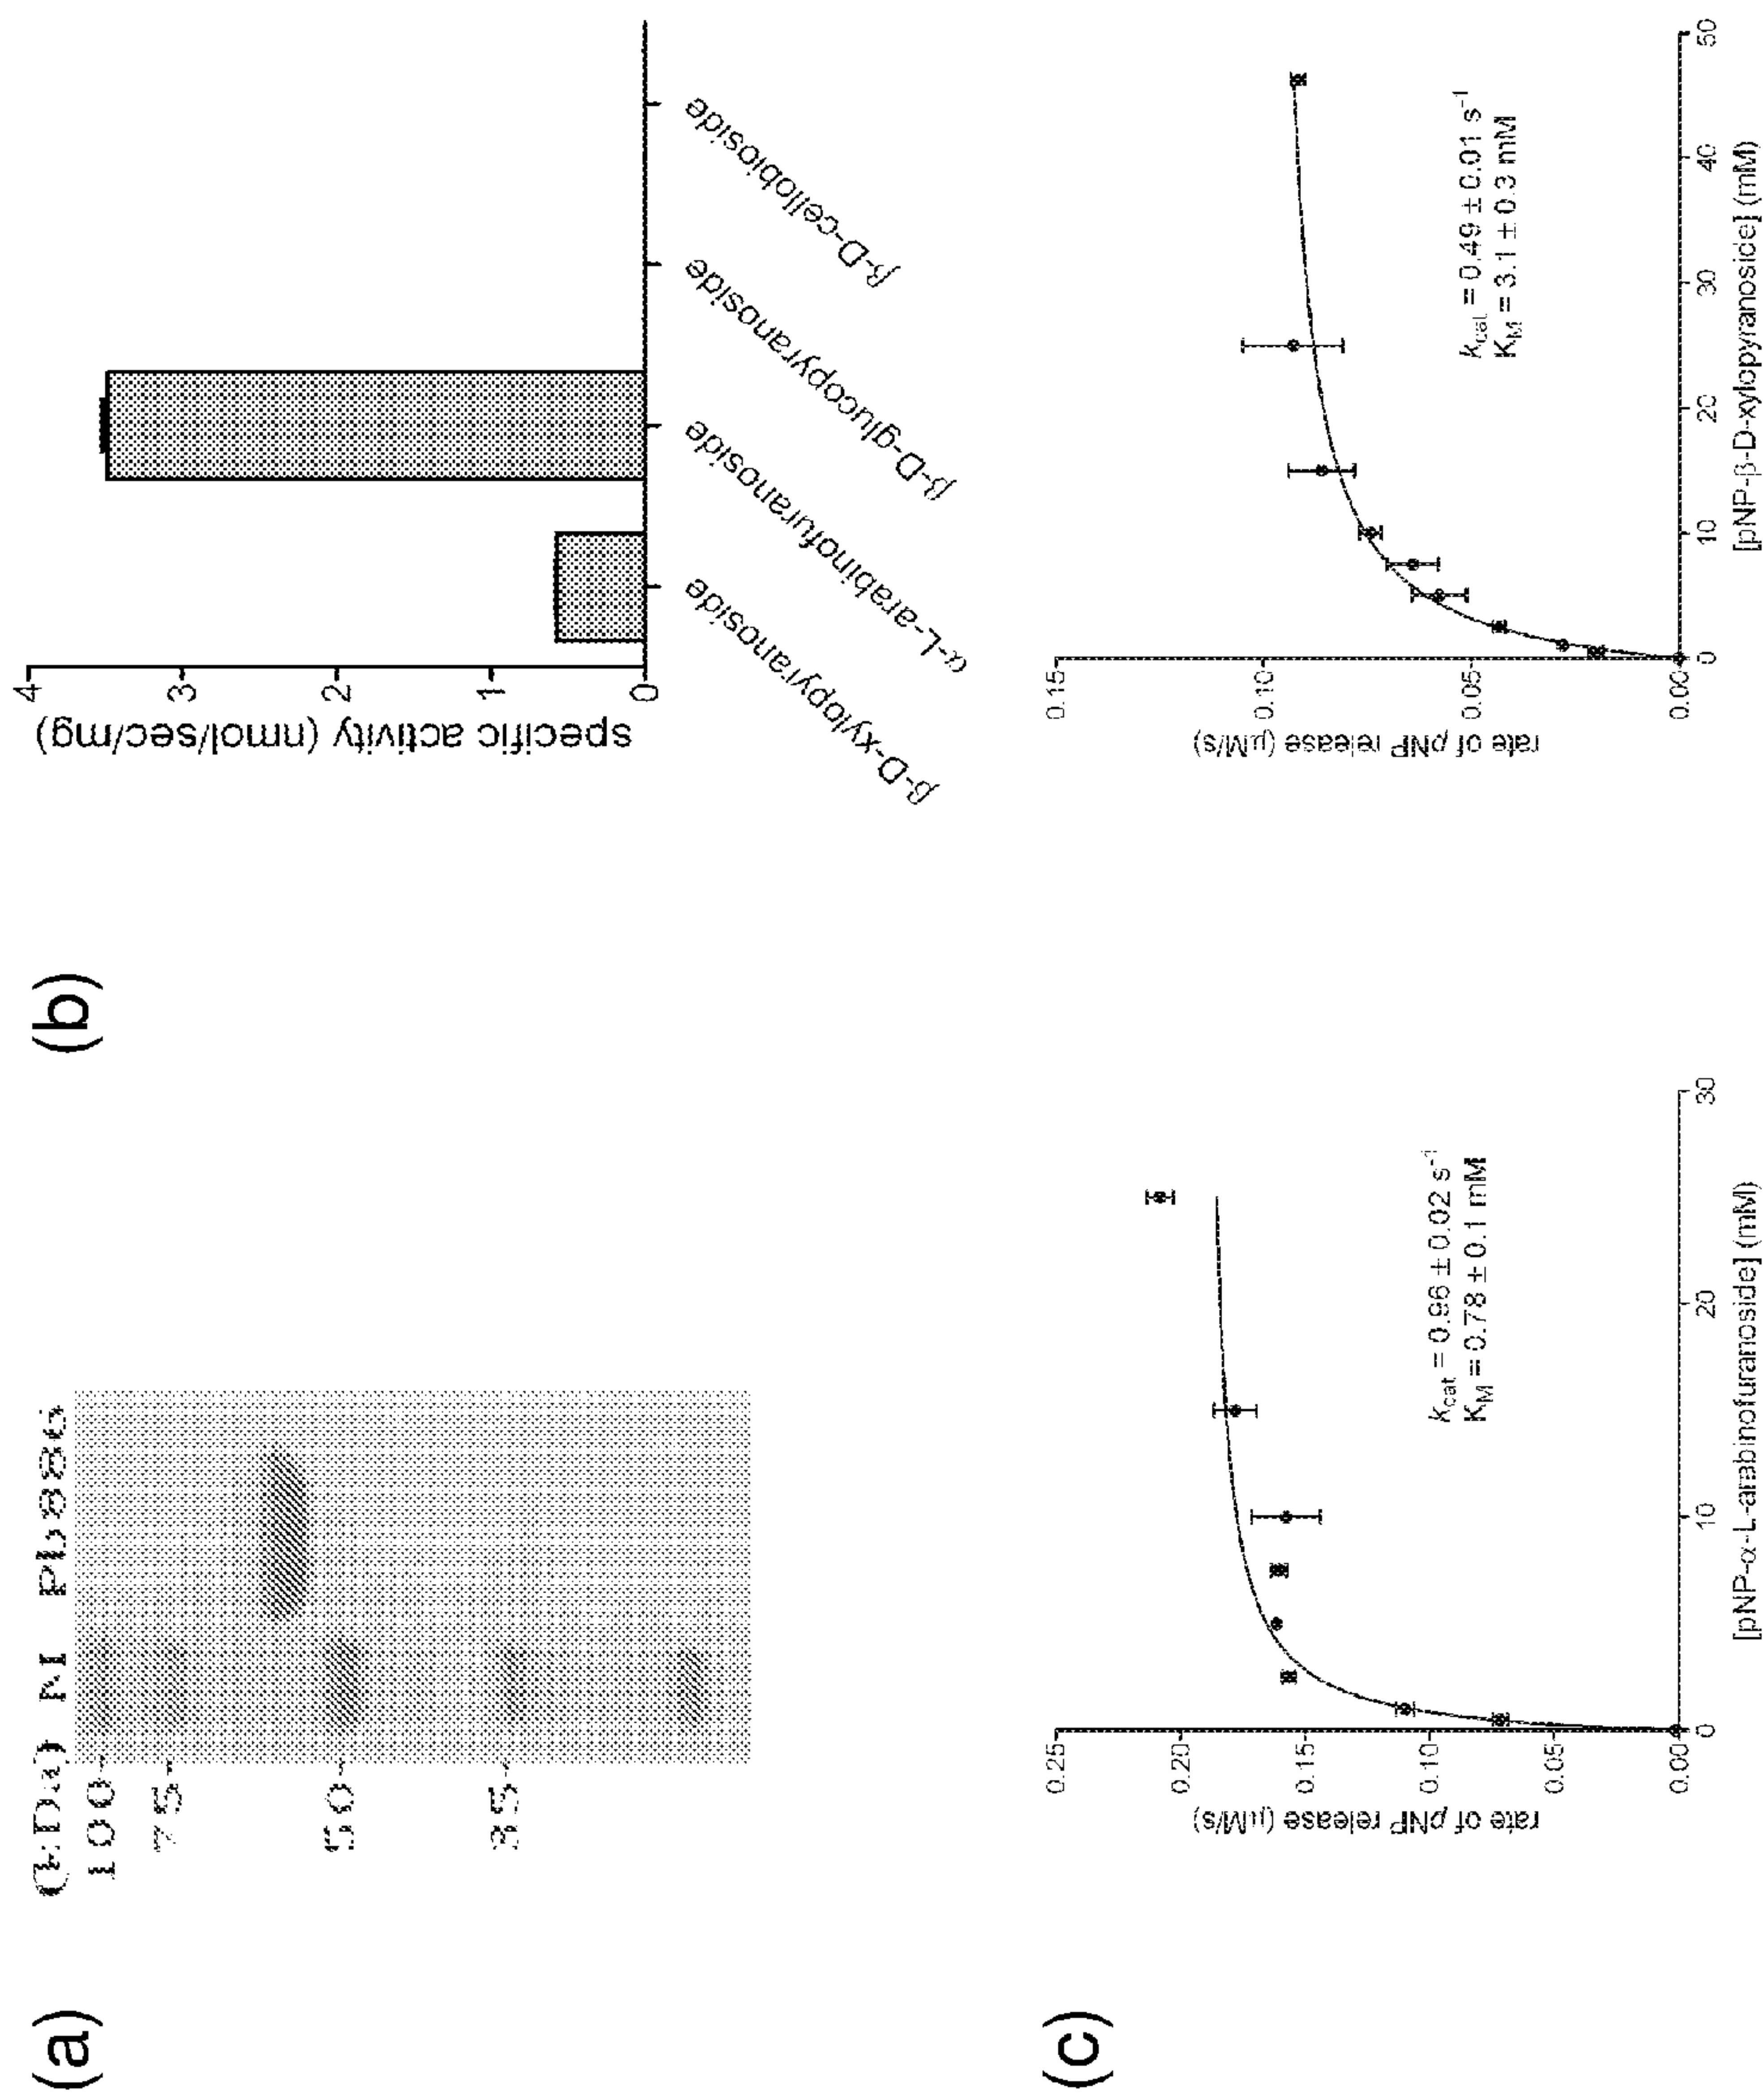 (a)
(kDa) M Pb886
100-
75-
50-
35-
(b)
specific activity (nmol/sec/mg)
4
3
2
1
0
β-D-xylopyranoside
α-L-arabinofuranoside
β-D-glucopyranoside
β-D-cellobioside
(c)
rate of pNP release (µM/s)
0.25
0.20
0.15
0.10
0.05
0.00
0 10 20 30
[pNP-α-L-arabinofuranoside] (mM)
kcat = 0.96 ± 0.02 s⁻¹
KM = 0.78 ± 0.1 mM
rate of pNP release (µM/s)
0.15
0.10
0.05
0.00
0 10 20 30 40 50
[pNP-β-D-xylopyranoside] (mM)
kcat = 0.49 ± 0.01 s⁻¹
KM = 3.1 ± 0.3 mM